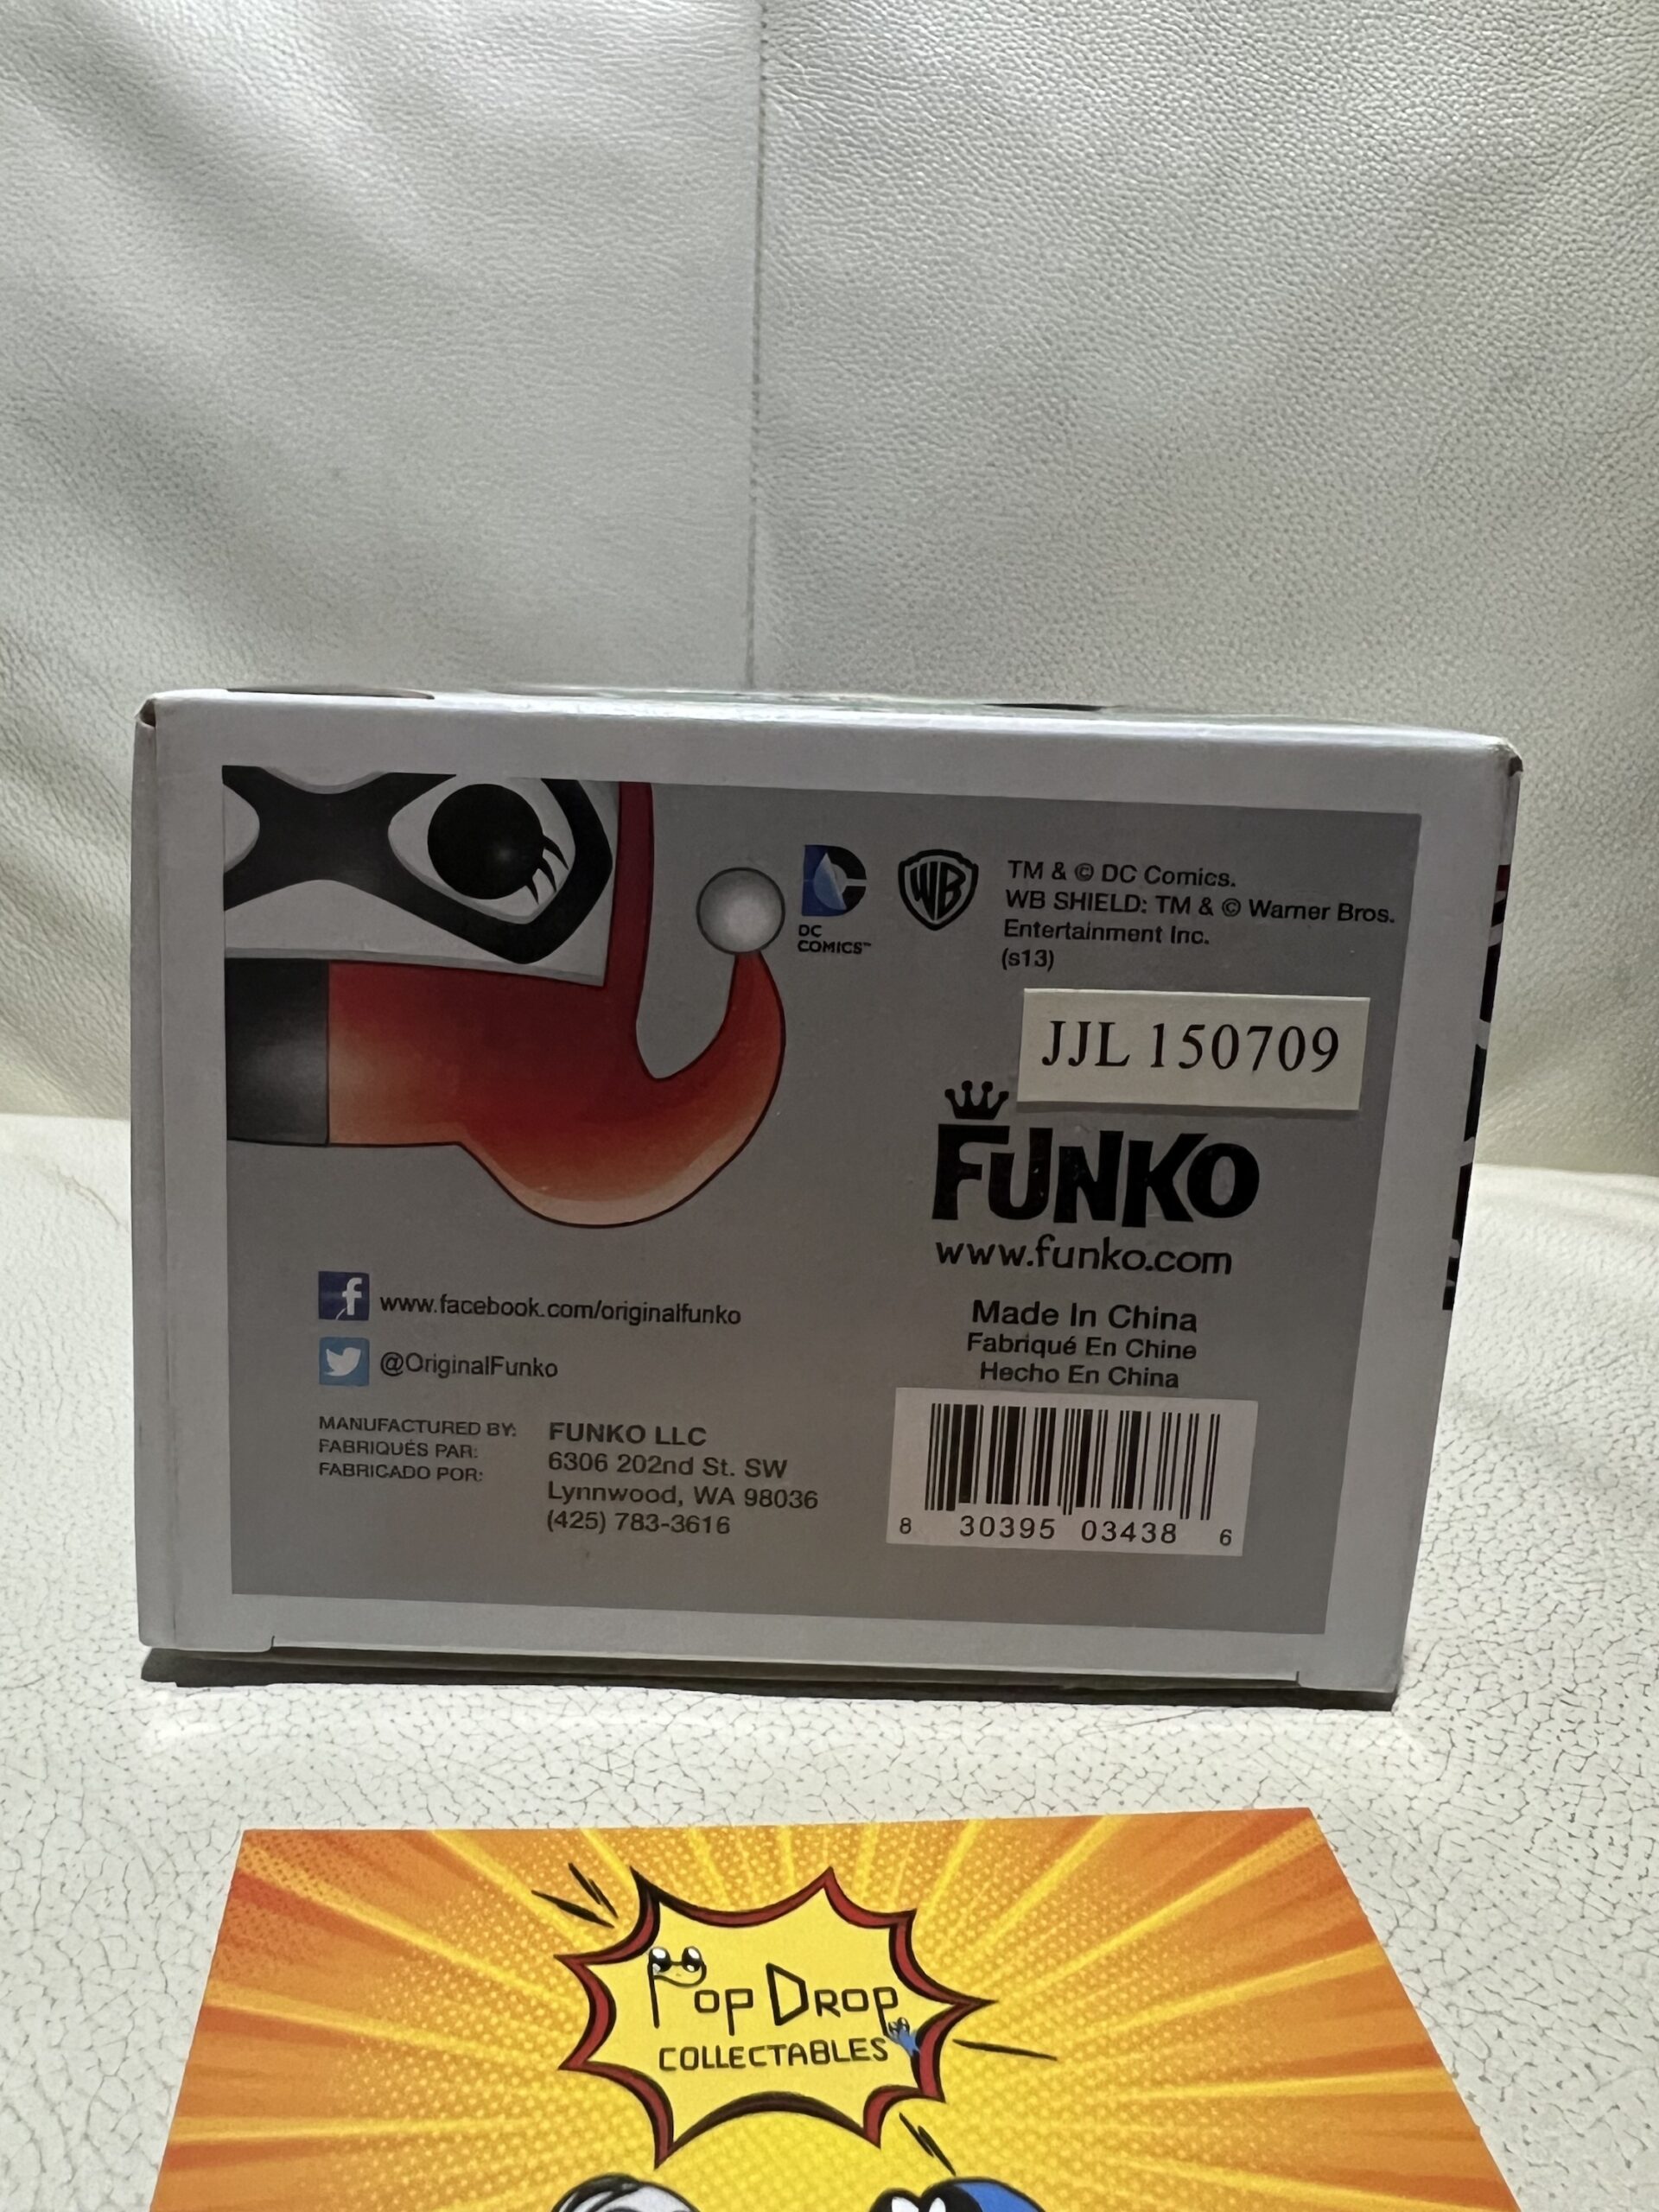 DC
COMICS™
WB
TM & © DC Comics.
WB SHIELD: TM & © Warner Bros.
Entertainment Inc.
(s13)
JJL 150709
FUNKO
www.funko.com
f www.facebook.com/originalfunko
@OriginalFunko
Made In China
Fabriqué En Chine
Hecho En China
MANUFACTURED BY:
FABRIQUÉS PAR:
FABRICADO POR:
FUNKO LLC
6306 202nd St. SW
Lynnwood, WA 98036
(425) 783-3616
8 30395 03438 6
POP DROP
COLLECTABLES